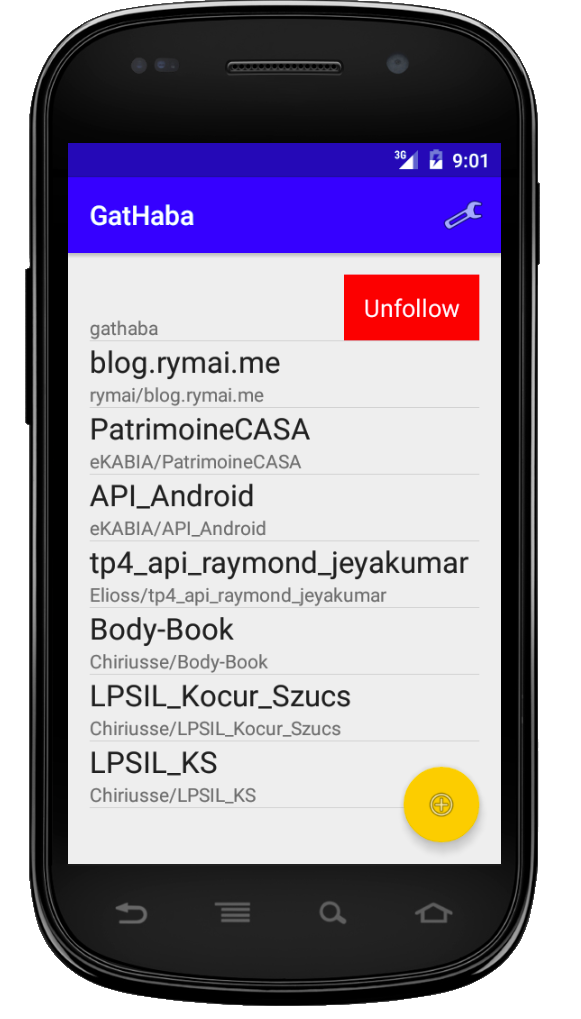 3G 9:01
GatHaba
Unfollow
gathaba
blog.rymai.me
rymai/blog.rymai.me
PatrimoineCASA
eKABIA/PatrimoineCASA
API_Android
eKABIA/API_Android
tp4_api_raymond_jeyakumar
Elioss/tp4_api_raymond_jeyakumar
Body-Book
Chiriusse/Body-Book
LPSIL_Kocur_Szucs
Chiriusse/LPSIL_Kocur_Szucs
LPSIL_KS
Chiriusse/LPSIL_KS